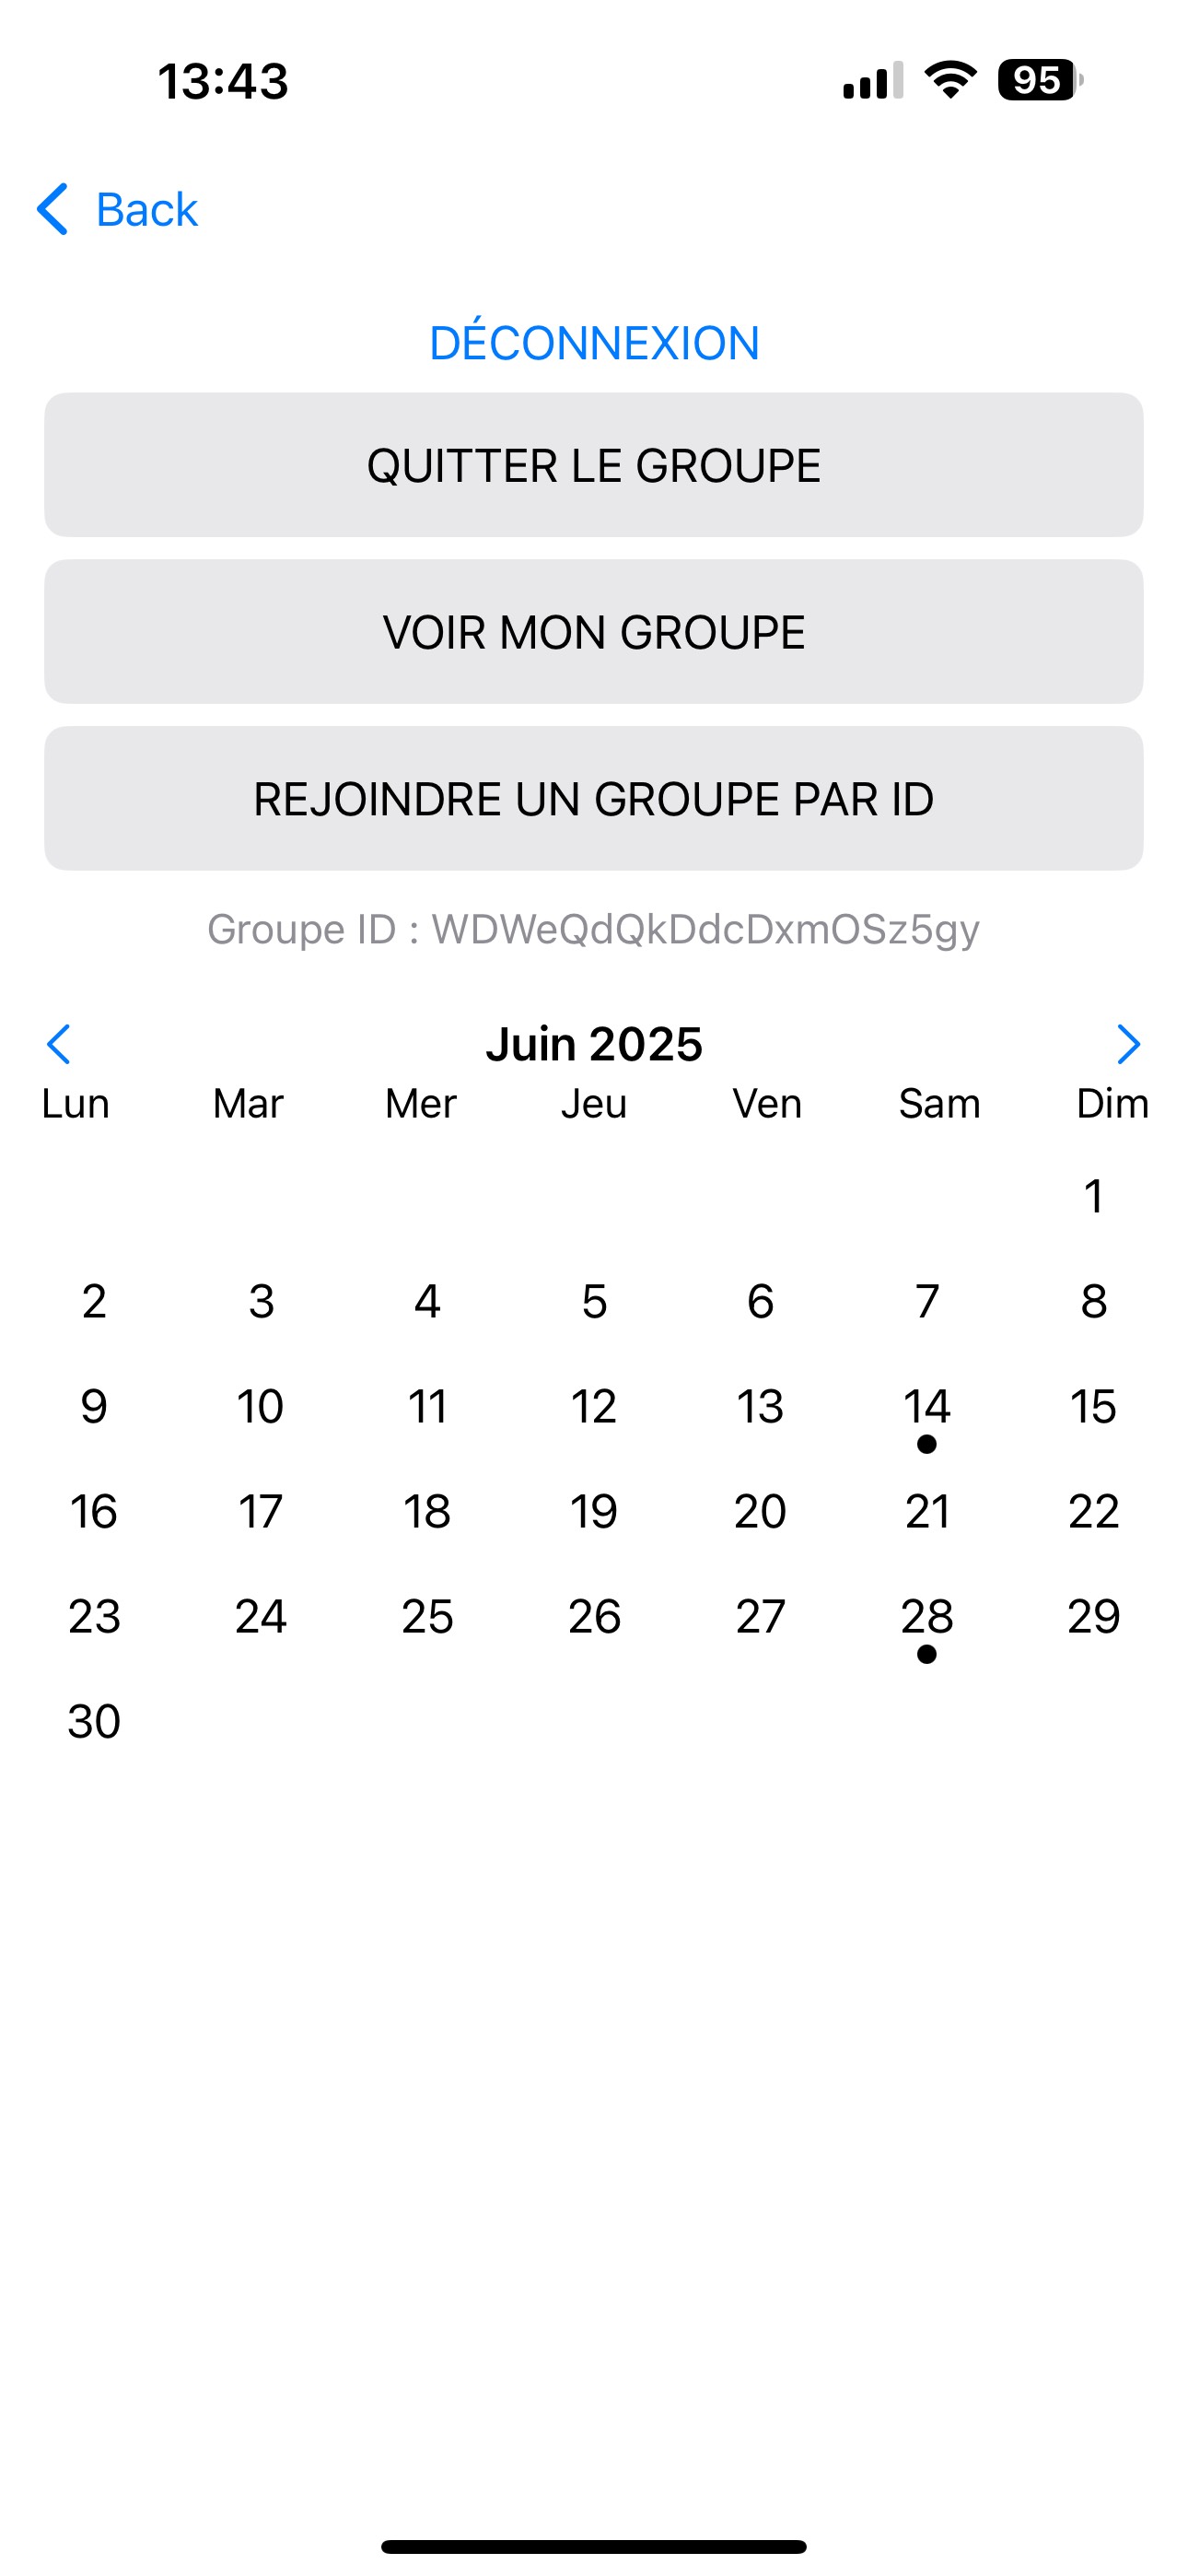 13:43
95
Back
DÉCONNEXION
QUITTER LE GROUPE
VOIR MON GROUPE
REJOINDRE UN GROUPE PAR ID
Groupe ID : WDWeQdQkDdcDxmOSz5gy
Juin 2025
Lun Mar Mer Jeu Ven Sam Dim
1
2 3 4 5 6 7 8
9 10 11 12 13 14 15
16 17 18 19 20 21 22
23 24 25 26 27 28 29
30